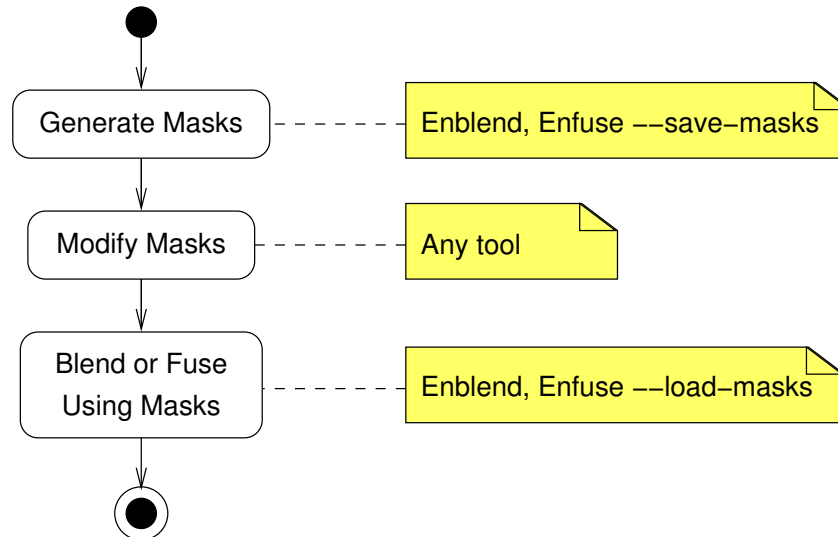 Generate Masks
Enblend, Enfuse −−save−masks
Modify Masks
Any tool
Blend or Fuse
Using Masks
Enblend, Enfuse −−load−masks